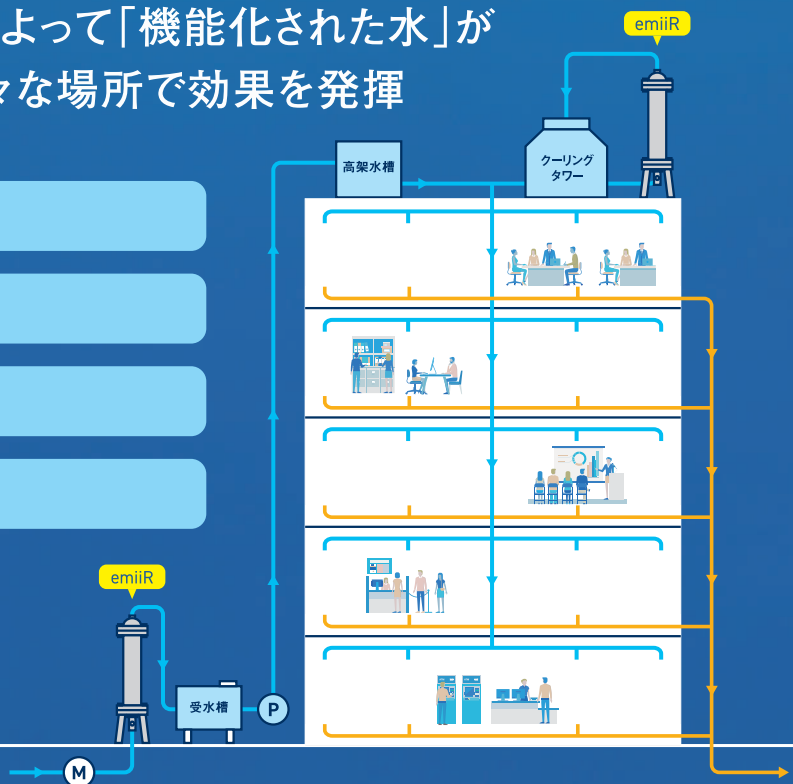 よって「機能化された水」が
々な場所で効果を発揮
emiiR
高架水槽
クーリング
タワー
emiiR
受水槽
P
M